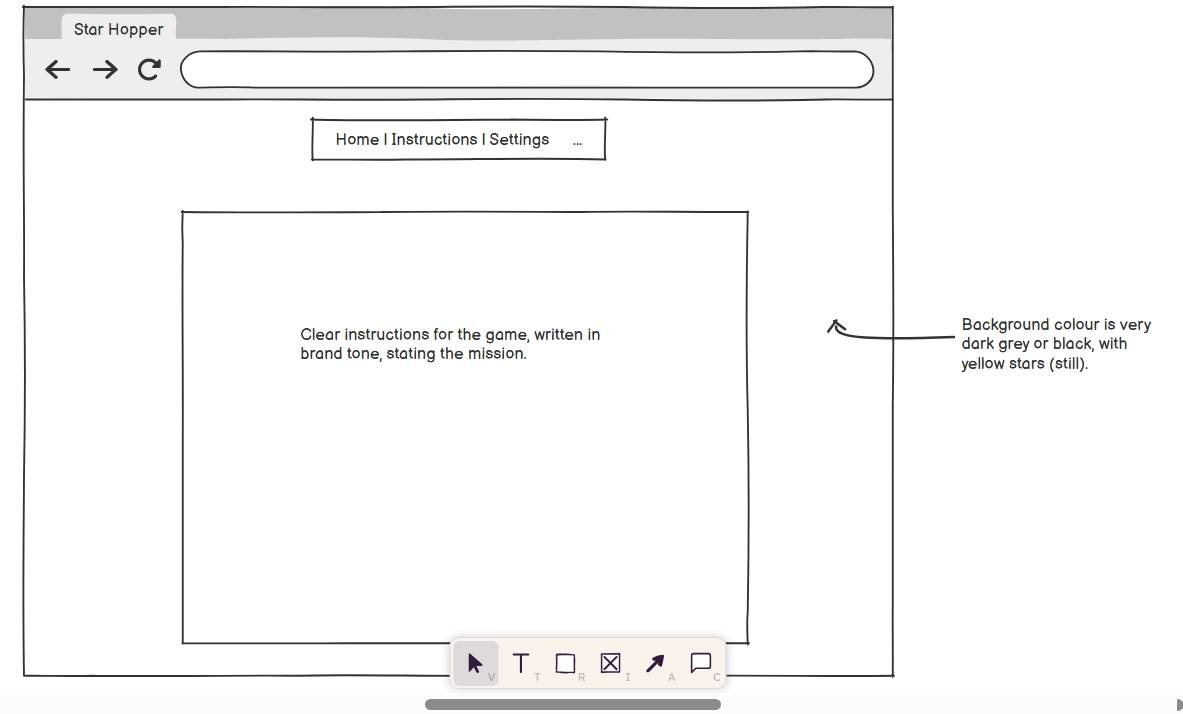 Star Hopper
Home | Instructions | Settings ...
Clear instructions for the game, written in
brand tone, stating the mission.
Background colour is very
dark grey or black, with
yellow stars (still).
V T R I A C